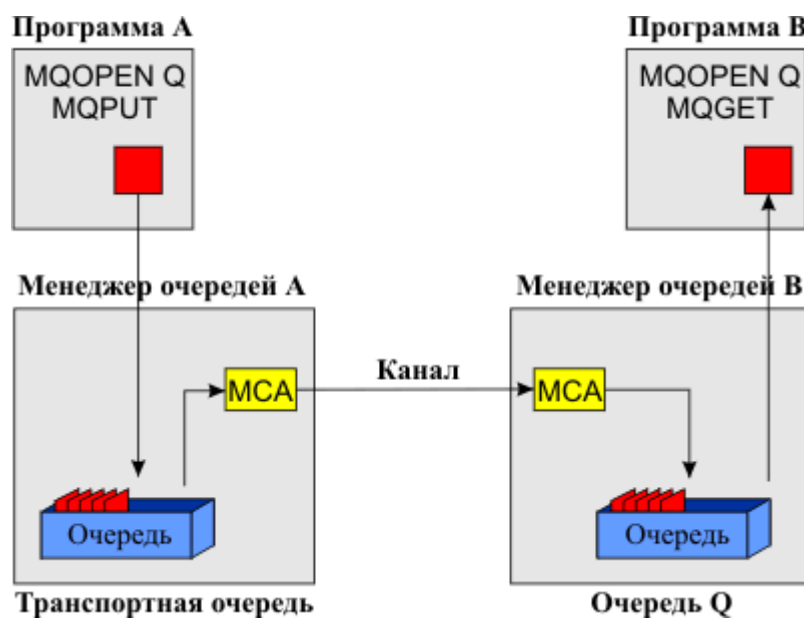 Программа А
MQOPEN Q
MQPUT
Программа В
MQOPEN Q
MQGET
Менеджер очередей А
MCA
Очередь
Транспортная очередь
Канал
Менеджер очередей В
MCA
Очередь
Очередь Q